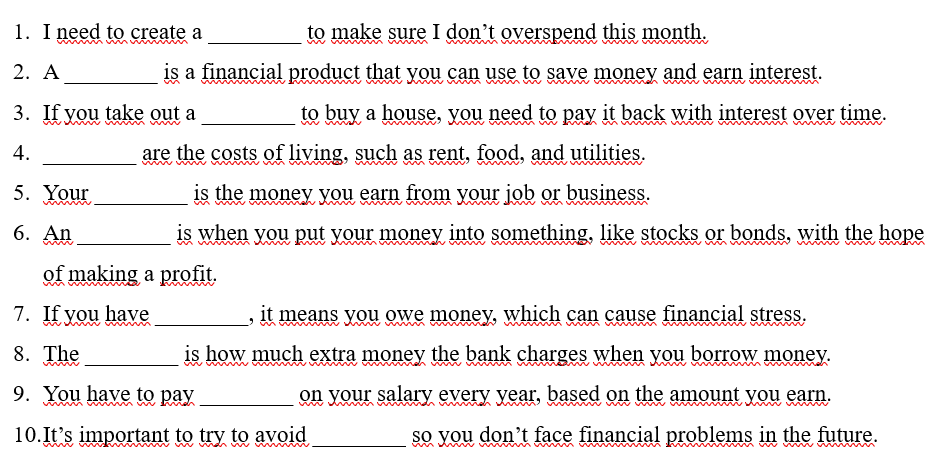 1. I need to create a _________ to make sure I don’t overspend this month.
2. A _________ is a financial product that you can use to save money and earn interest.
3. If you take out a _________ to buy a house, you need to pay it back with interest over time.
4. _________ are the costs of living, such as rent, food, and utilities.
5. Your _________ is the money you earn from your job or business.
6. An _________ is when you put your money into something, like stocks or bonds, with the hope
of making a profit.
7. If you have _________, it means you owe money, which can cause financial stress.
8. The _________ is how much extra money the bank charges when you borrow money.
9. You have to pay _________ on your salary every year, based on the amount you earn.
10.It’s important to try to avoid _________ so you don’t face financial problems in the future.